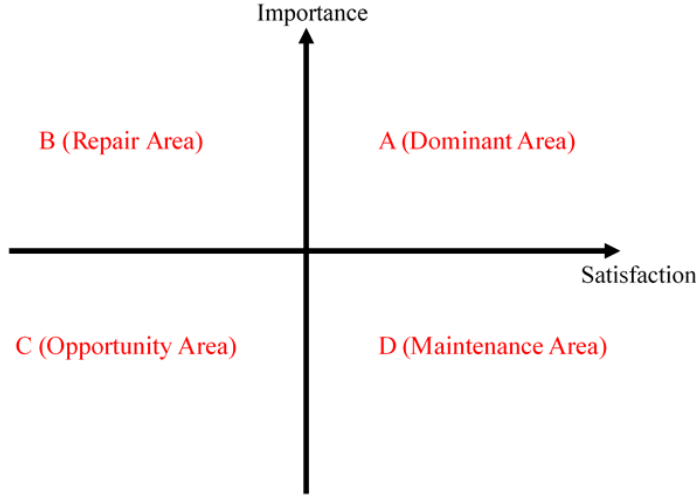 Importance
B (Repair Area)
A (Dominant Area)
Satisfaction
C (Opportunity Area)
D (Maintenance Area)